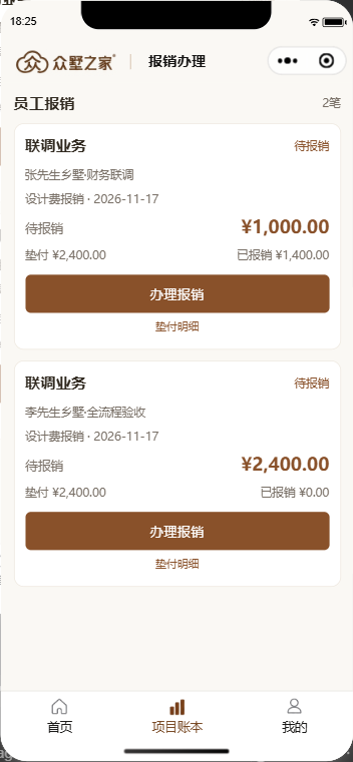 18:25
众墅之家 报销办理
员工报销 2笔
联调业务 待报销
张先生乡墅·财务联调
设计费报销 · 2026-11-17
待报销 ¥1,000.00
垫付 ¥2,400.00 已报销 ¥1,400.00
办理报销
垫付明细
联调业务 待报销
李先生乡墅·全流程验收
设计费报销 · 2026-11-17
待报销 ¥2,400.00
垫付 ¥2,400.00 已报销 ¥0.00
办理报销
垫付明细
首页 项目账本 我的